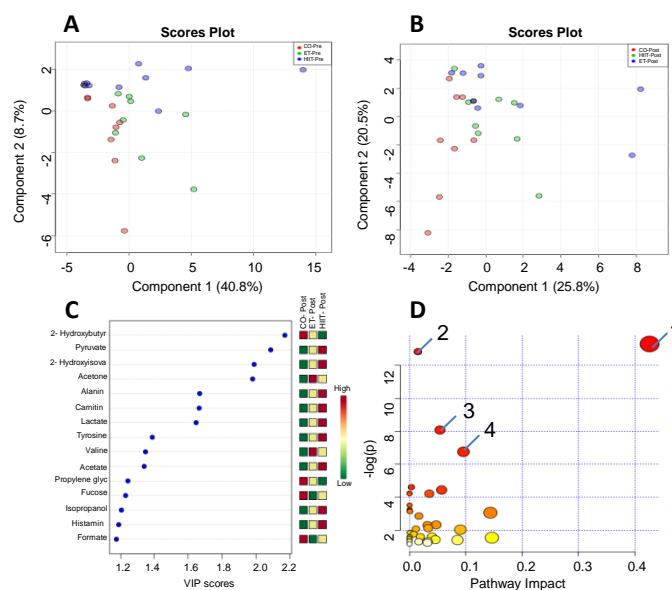 A
Scores Plot
CO-Pre
ET-Pre
HIIT-Pre
Component 2 (8.7%)
2
0
-2
-4
-6
-5
0
5
10
15
Component 1 (40.8%)
B
Scores Plot
CO-Post
HIIT-Post
ET-Post
Component 2 (20.5%)
4
2
0
-2
-4
-6
-8
-4
-2
0
2
4
6
8
Component 1 (25.8%)
C
CO- Post
ET- Post
HIIT- Post
2- Hydroxybutyr
Pyruvate
2- Hydroxyisova
Acetone
Alanin
Carnitin
Lactate
Tyrosine
Valine
Acetate
Propylene glyc
Fucose
Isopropanol
Histamin
Formate
High
Low
1.2
1.4
1.6
1.8
2.0
2.2
VIP scores
D
2
3
4
-log(p)
12
10
8
6
4
2
0.0
0.1
0.2
0.3
0.4
Pathway Impact